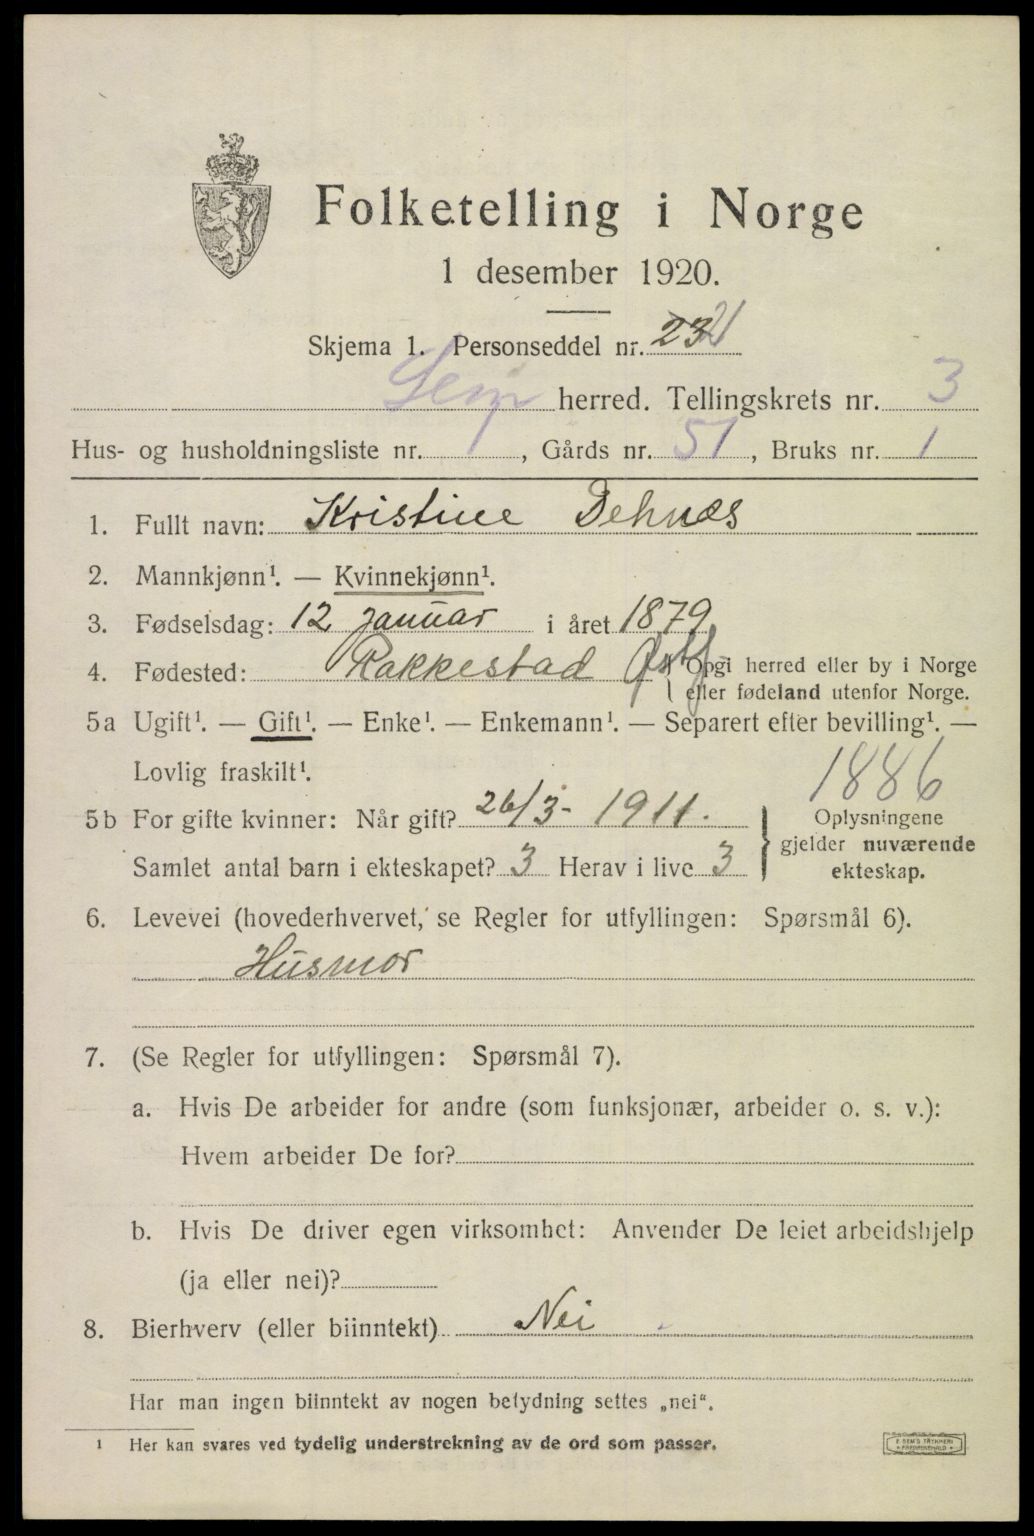 Folketelling i Norge
1 desember 1920.
Skjema 1. Personseddel nr. 23 21
Sem herred. Tellingskrets nr. 3
Hus- og husholdningsliste nr. 1, Gårds nr. 51, Bruks nr. 1
1. Fullt navn: Kristine Dehnæs
2. Mannkjønn¹. — Kvinnekjønn¹.
3. Fødselsdag: 12 januar i året 1879
4. Fødested: Rakkestad Østf. Opgi herred eller by i Norge
eller fødeland utenfor Norge.
5a Ugift¹. — Gift¹. — Enke¹. — Enkemann¹. — Separert efter bevilling¹. —
Lovlig fraskilt¹.
1886
5b For gifte kvinner: Når gift? 26/3- 1911. Oplysningene
gjelder nuværende
Samlet antal barn i ekteskapet? 3 Herav i live 3 ekteskap.
6. Levevei (hovederhvervet, se Regler for utfyllingen: Spørsmål 6).
Husmor
7. (Se Regler for utfyllingen: Spørsmål 7).
a. Hvis De arbeider for andre (som funksjonær, arbeider o. s. v.):
Hvem arbeider De for?
b. Hvis De driver egen virksomhet: Anvender De leiet arbeidshjelp
(ja eller nei)?
8. Bierhverv (eller biinntekt) Nei
Har man ingen biinntekt av nogen betydning settes „nei“.
¹ Her kan svares ved tydelig understrekning av de ord som passer.
E. SEM'S TRYKKERI
FREDRIKSHALD